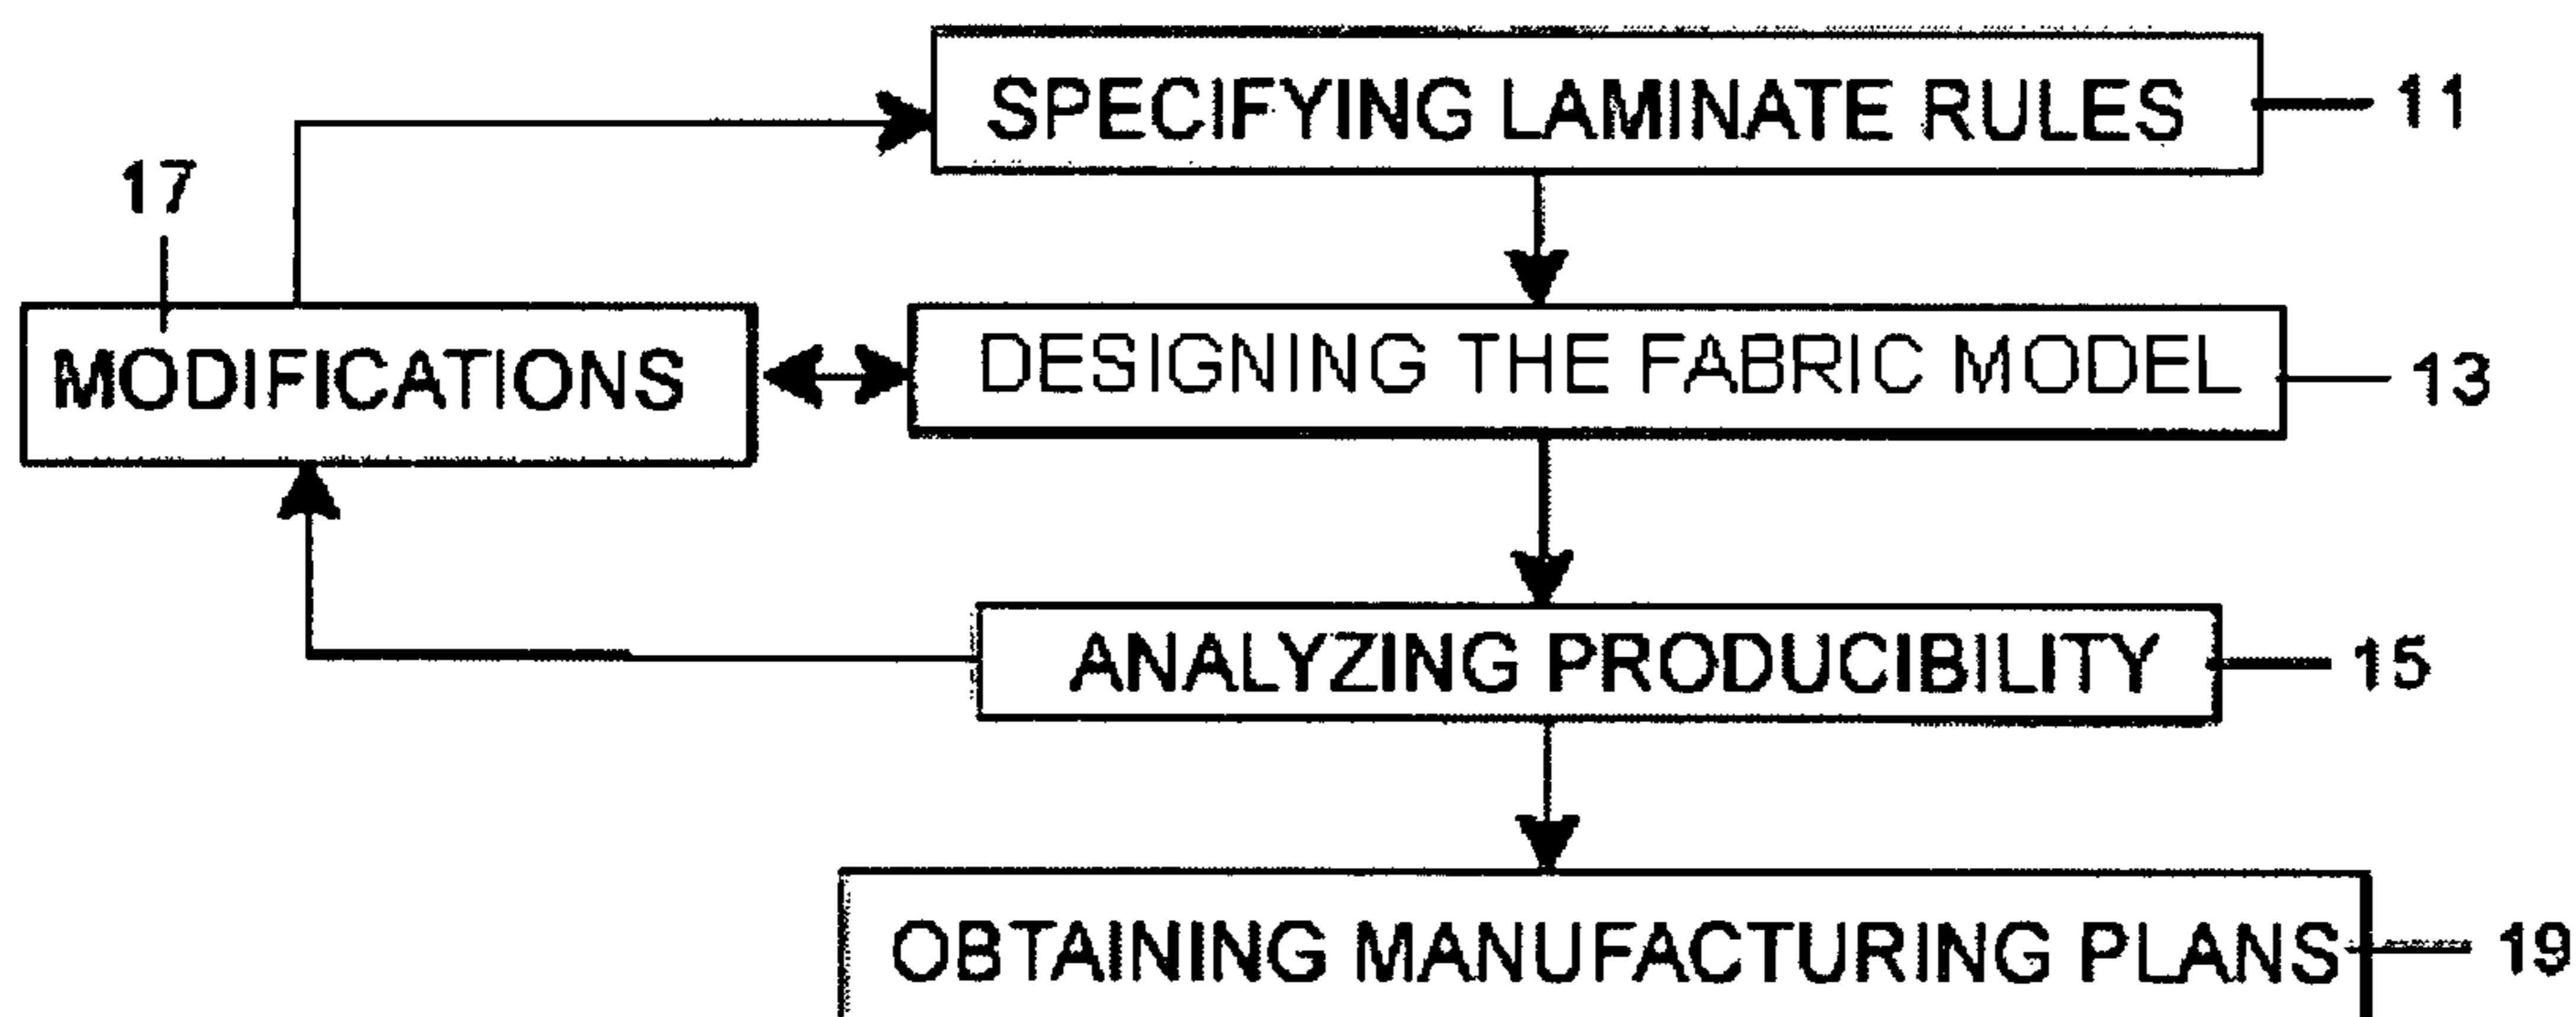 SPECIFYING LAMINATE RULES 11
17
MODIFICATIONS
DESIGNING THE FABRIC MODEL 13
ANALYZING PRODUCIBILITY 15
OBTAINING MANUFACTURING PLANS 19